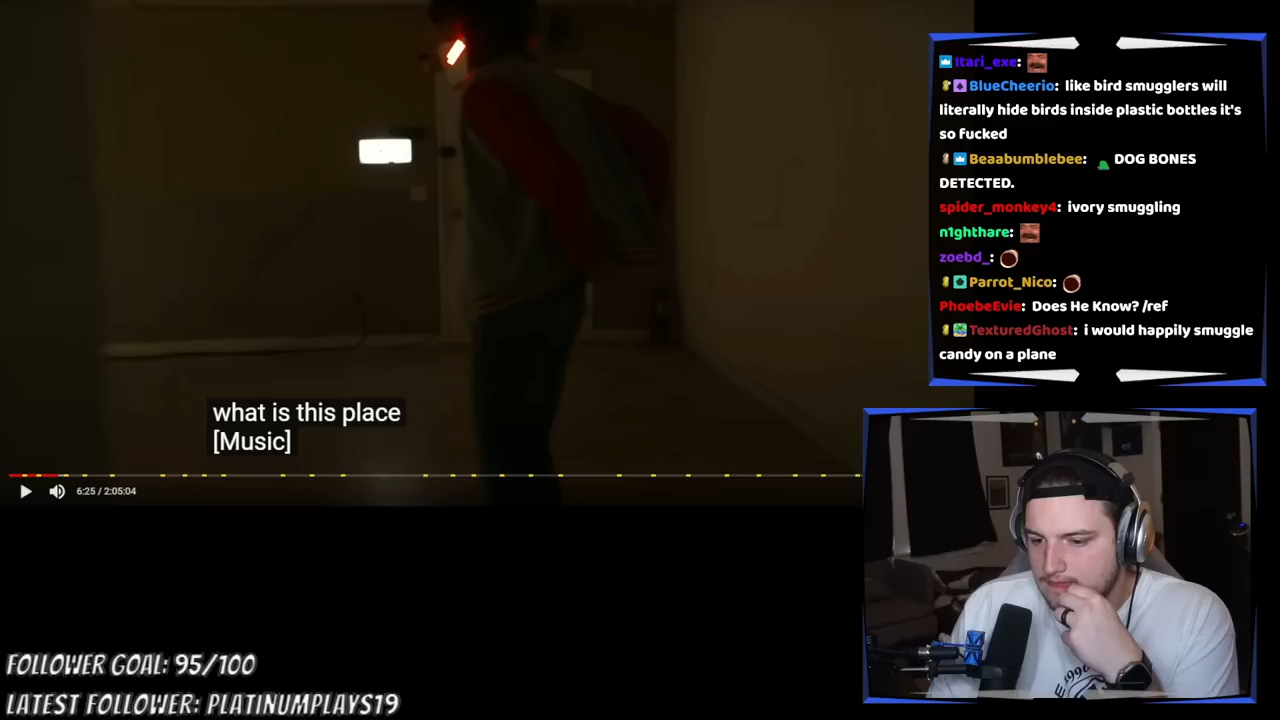 Itari_exe:
BlueCheerio: like bird smugglers will
literally hide birds inside plastic bottles it's
so fucked
Beaabumblebee: DOG BONES
DETECTED.
spider_monkey4: ivory smuggling
n1ghthare:
zoebd_:
Parrot_Nico:
PhoebeEvie: Does He Know? /ref
TexturedGhost: i would happily smuggle
candy on a plane
what is this place
[Music]
6:25 / 2:05:04
FOLLOWER GOAL: 95/100
LATEST FOLLOWER: PLATINUMPLAYS19